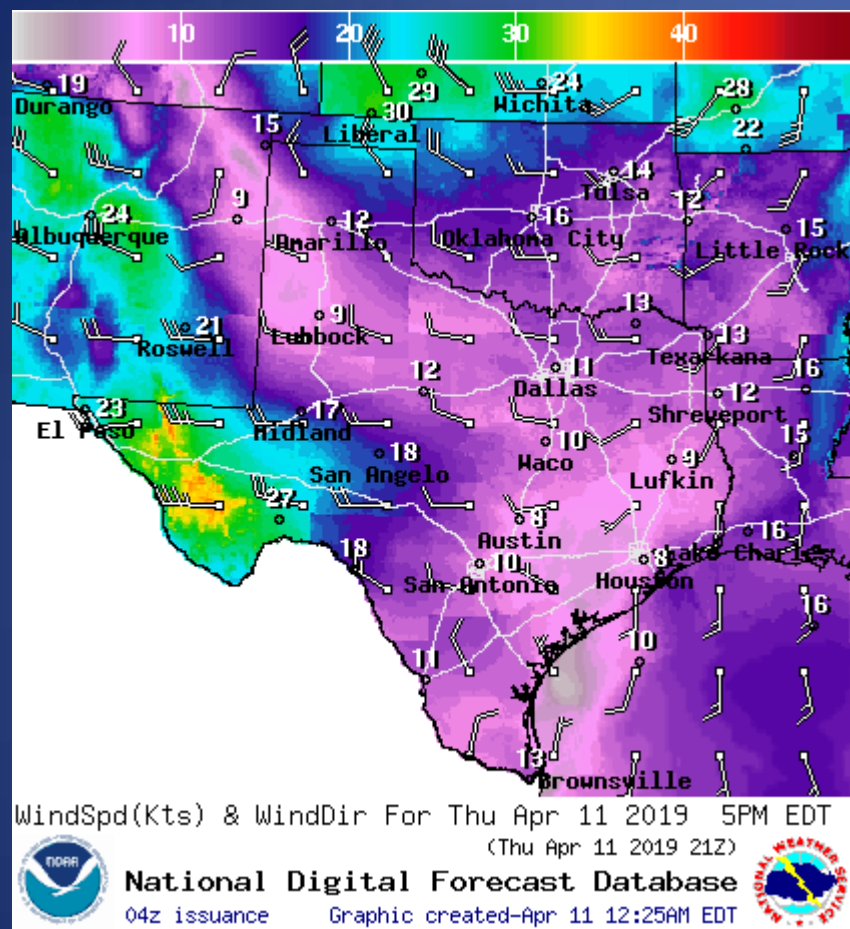 10 20 30 40
19 29 24 28
Durango Wichita
30 22
15 Liberal
14
Tulsa
24 9 12 16 12 15
Albuquerque Amarillo Oklahoma City Little Rock
21 9 13 13
Roswell Lubbock Texarkana
12 11 16
Dallas 12
23 17 Shreveport
El Paso Midland
18 10 9 15
San Angelo Waco Lufkin
27 8 16
Austin Lake Charles
18 10 8
San Antonio Houston
16
11 10
13
Brownsville
WindSpd(Kts) & WindDir For Thu Apr 11 2019 5PM EDT
(Thu Apr 11 2019 21Z)
NOAA
National Digital Forecast Database
04z issuance Graphic created-Apr 11 12:25AM EDT
NATIONAL WEATHER SERVICE